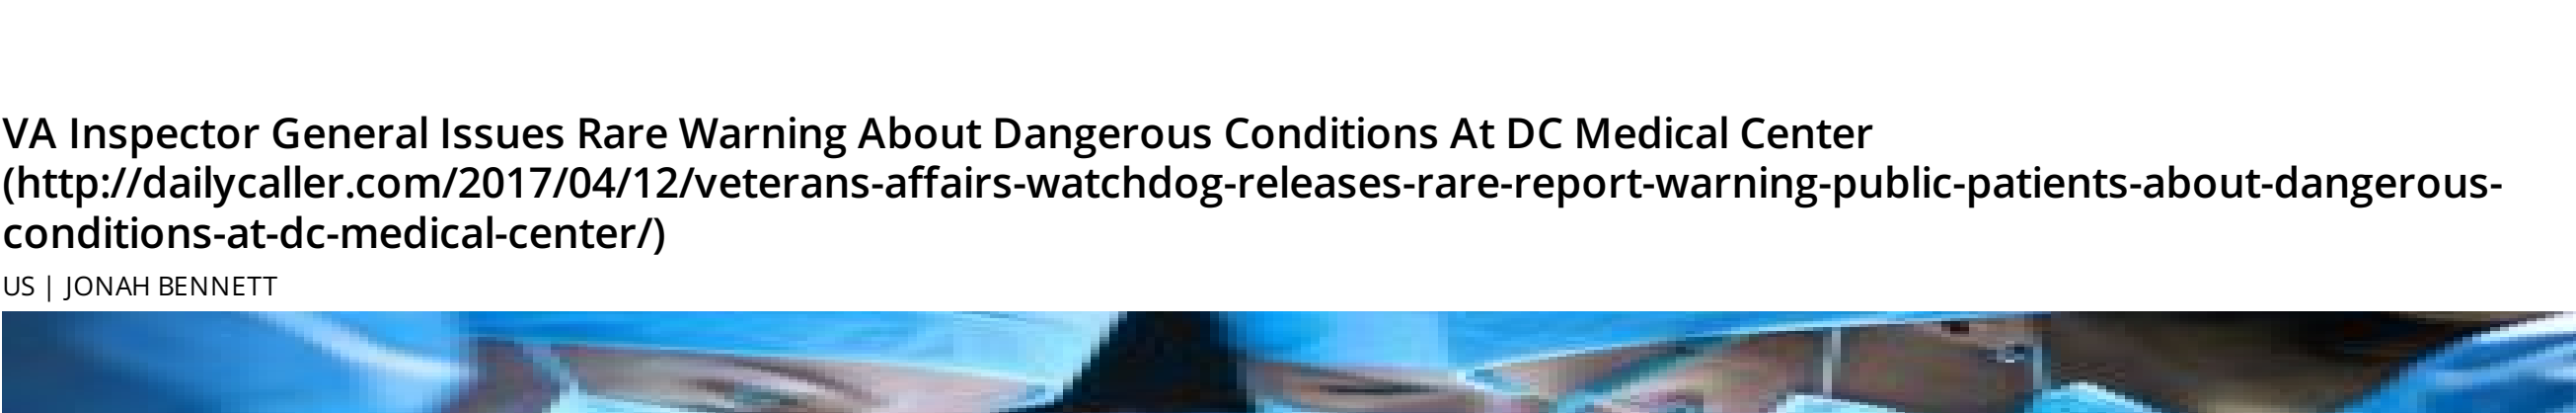 VA Inspector General Issues Rare Warning About Dangerous Conditions At DC Medical Center
(http://dailycaller.com/2017/04/12/veterans-affairs-watchdog-releases-rare-report-warning-public-patients-about-dangerous-
conditions-at-dc-medical-center/)
US | JONAH BENNETT